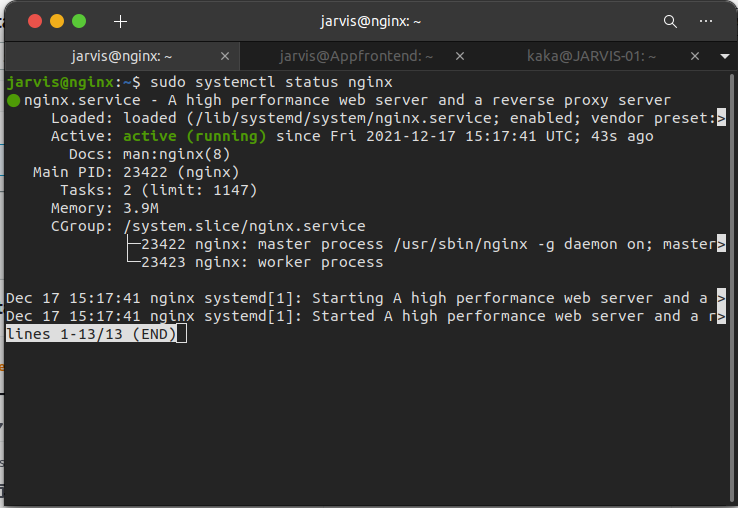 jarvis@nginx: ~
jarvis@nginx: ~ jarvis@Appfrontend: ~ kaka@JARVIS-01: ~
jarvis@nginx:~$ sudo systemctl status nginx
● nginx.service - A high performance web server and a reverse proxy server
Loaded: loaded (/lib/systemd/system/nginx.service; enabled; vendor preset:>
Active: active (running) since Fri 2021-12-17 15:17:41 UTC; 43s ago
Docs: man:nginx(8)
Main PID: 23422 (nginx)
Tasks: 2 (limit: 1147)
Memory: 3.9M
CGroup: /system.slice/nginx.service
├─23422 nginx: master process /usr/sbin/nginx -g daemon on; master>
└─23423 nginx: worker process
Dec 17 15:17:41 nginx systemd[1]: Starting A high performance web server and a >
Dec 17 15:17:41 nginx systemd[1]: Started A high performance web server and a r>
lines 1-13/13 (END)